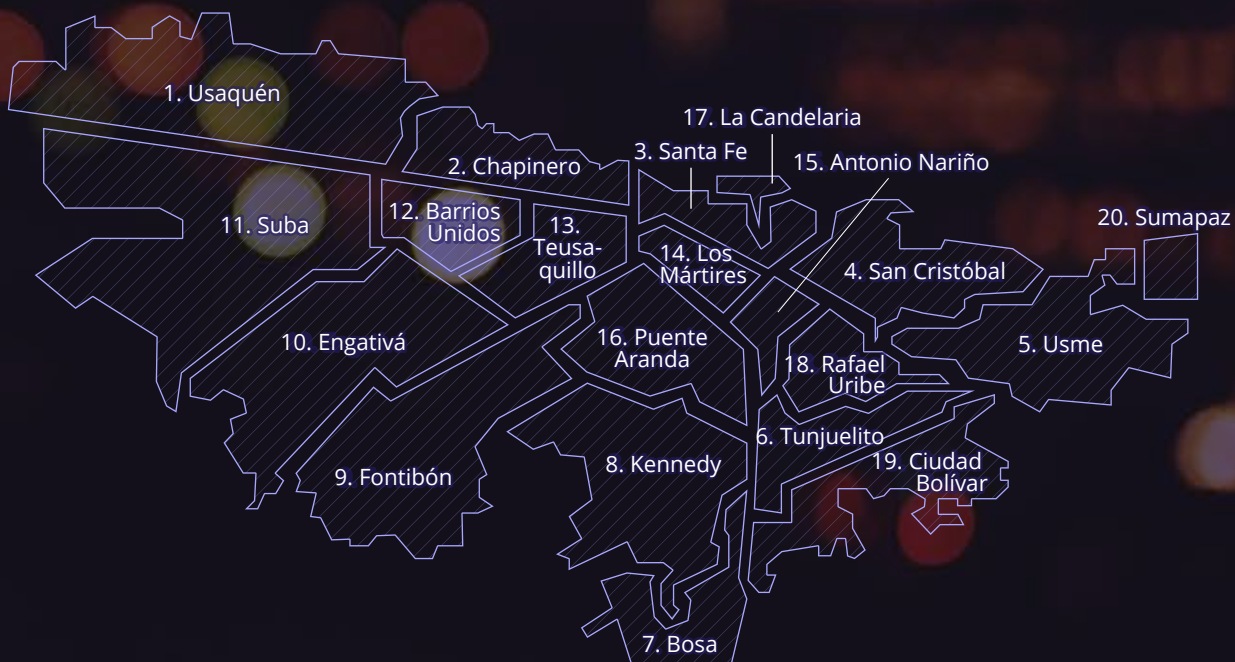 1. Usaquén
17. La Candelaria
3. Santa Fe
15. Antonio Nariño
2. Chapinero
12. Barrios
Unidos
13.
Teusa-
quillo
11. Suba
20. Sumapaz
14. Los
Mártires
4. San Cristóbal
10. Engativá
16. Puente
Aranda
5. Usme
18. Rafael
Uribe
6. Tunjuelito
9. Fontibón
8. Kennedy
19. Ciudad
Bolívar
7. Bosa